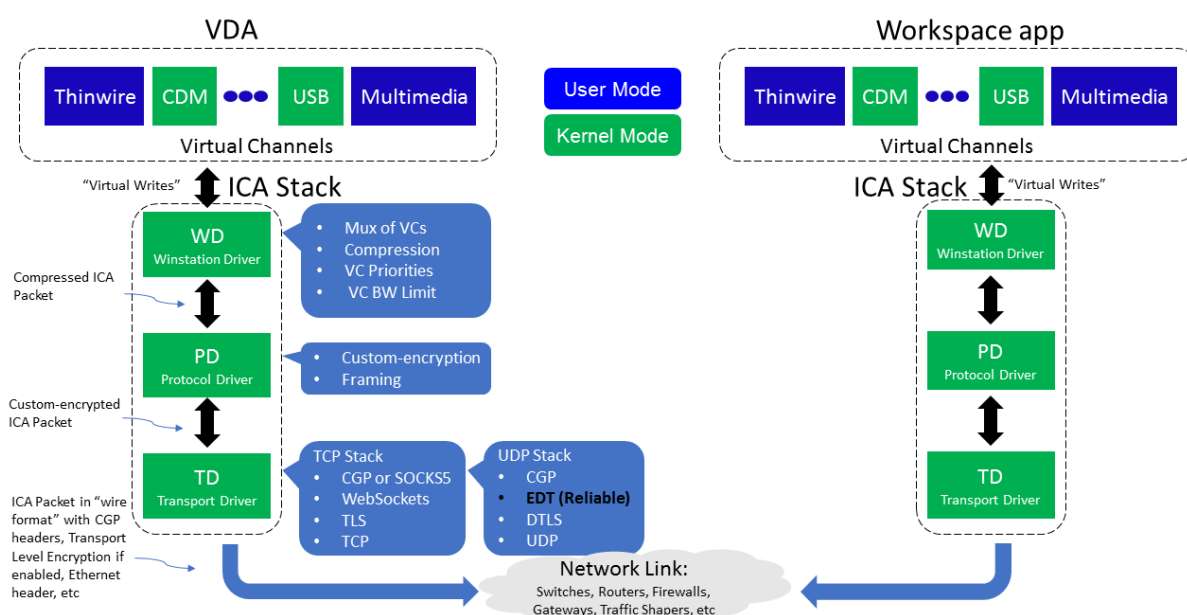 VDA
Thinwire
CDM
USB
Multimedia
Virtual Channels
User Mode
Kernel Mode
Workspace app
Thinwire
CDM
USB
Multimedia
Virtual Channels
“Virtual Writes”
ICA Stack
WD
Winstation Driver
• Mux of VCs
• Compression
• VC Priorities
• VC BW Limit
Compressed ICA
Packet
PD
Protocol Driver
• Custom-encryption
• Framing
Custom-encrypted
ICA Packet
TD
Transport Driver
TCP Stack
• CGP or SOCKS5
• WebSockets
• TLS
• TCP
UDP Stack
• CGP
• EDT (Reliable)
• DTLS
• UDP
ICA Packet in “wire
format” with CGP
headers, Transport
Level Encryption if
enabled, Ethernet
header, etc
Network Link:
Switches, Routers, Firewalls,
Gateways, Traffic Shapers, etc
ICA Stack
“Virtual Writes”
WD
Winstation Driver
PD
Protocol Driver
TD
Transport Driver